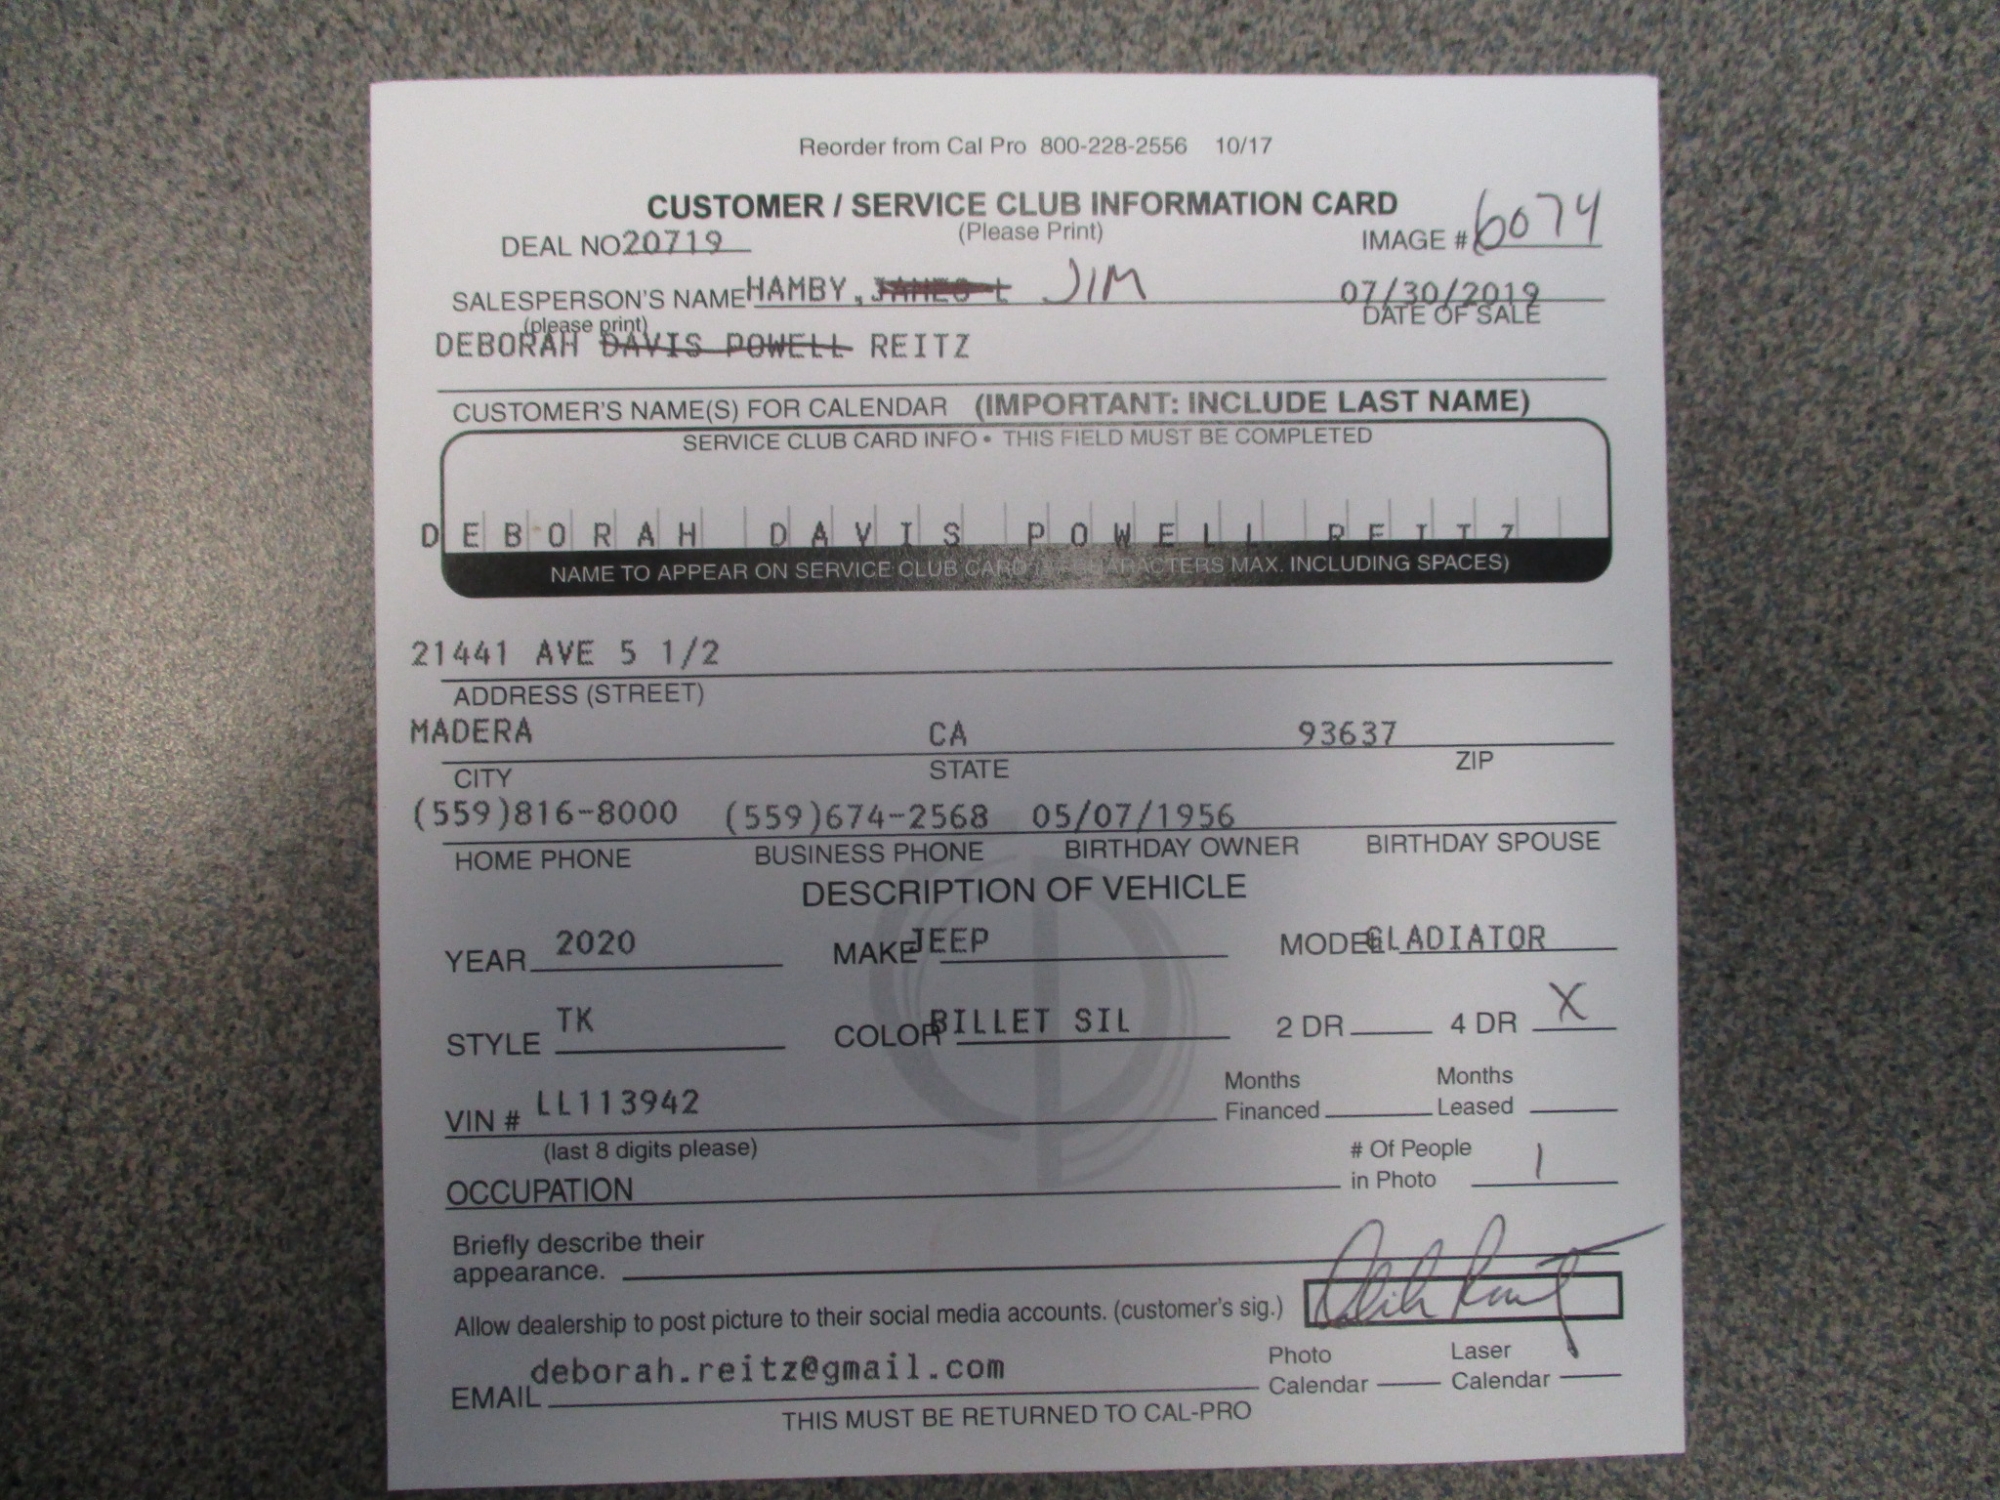 Reorder from Cal Pro 800-228-2556 10/17
CUSTOMER / SERVICE CLUB INFORMATION CARD
(Please Print)
DEAL NO 20719 IMAGE # 6074
SALESPERSON'S NAME HAMBY, JAMES L JIM 07/30/2019
(please print) DATE OF SALE
DEBORAH DAVIS POWELL REITZ
CUSTOMER'S NAME(S) FOR CALENDAR (IMPORTANT: INCLUDE LAST NAME)
SERVICE CLUB CARD INFO • THIS FIELD MUST BE COMPLETED
DEBORAH DAVIS POWELL REITZ
NAME TO APPEAR ON SERVICE CLUB CARD CHARACTERS MAX. INCLUDING SPACES)
21441 AVE 5 1/2
ADDRESS (STREET)
MADERA CA 93637
CITY STATE ZIP
(559)816-8000 (559)674-2568 05/07/1956
HOME PHONE BUSINESS PHONE BIRTHDAY OWNER BIRTHDAY SPOUSE
DESCRIPTION OF VEHICLE
YEAR 2020 MAKE JEEP MODEL GLADIATOR
STYLE TK COLOR BILLET SIL 2 DR 4 DR X
VIN # LL113942 Months Financed Months Leased
(last 8 digits please) # Of People in Photo 1
OCCUPATION
Briefly describe their
appearance.
Allow dealership to post picture to their social media accounts. (customer's sig.)
EMAIL deborah.reitz@gmail.com Photo Calendar Laser Calendar
THIS MUST BE RETURNED TO CAL-PRO